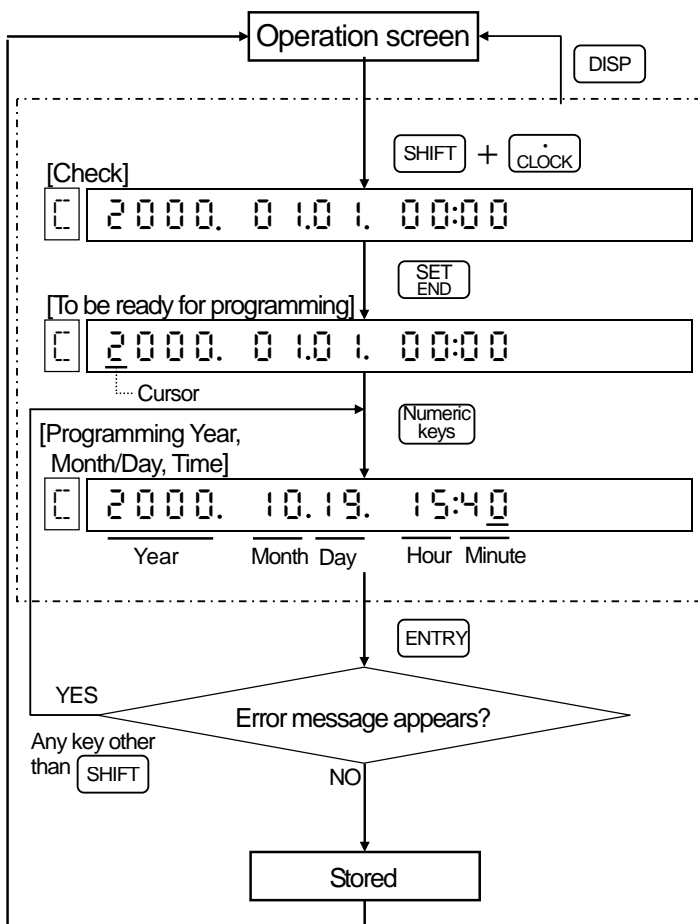 Operation screen
DISP
SHIFT + . CLOCK
[Check]
C 2000. 01.01. 00:00
SET
END
[To be ready for programming]
C 2000. 01.01. 00:00
Cursor
Numeric
keys
[Programming Year,
Month/Day, Time]
C 2000. 10.19. 15:40
Year Month Day Hour Minute
ENTRY
YES
Error message appears?
Any key other
than SHIFT
NO
Stored